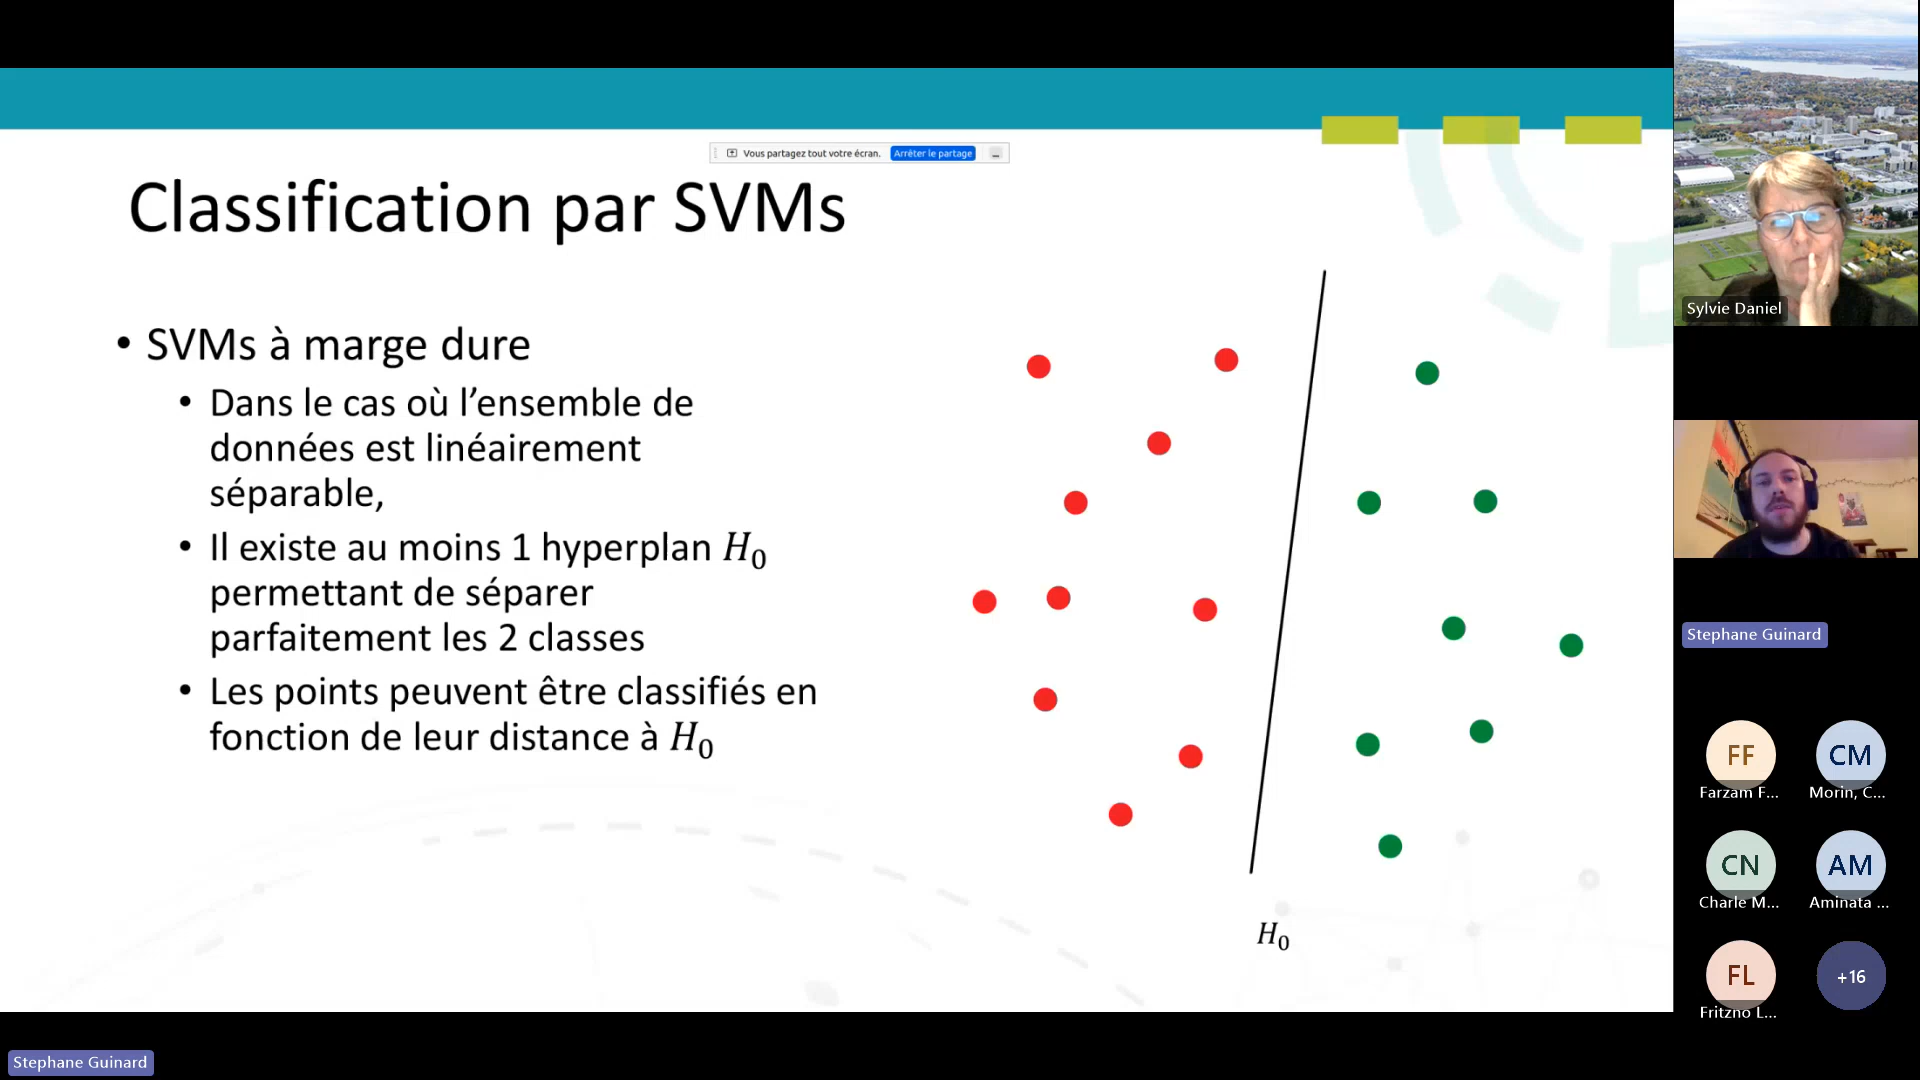 Vous partagez tout votre écran. Arrêter le partage
Classification par SVMs
• SVMs à marge dure
• Dans le cas où l'ensemble de
données est linéairement
séparable,
• Il existe au moins 1 hyperplan H₀
permettant de séparer
parfaitement les 2 classes
• Les points peuvent être classifiés en
fonction de leur distance à H₀
H₀
Sylvie Daniel
Stephane Guinard
FF
Farzam F...
CM
Morin, C...
CN
Charle M...
AM
Aminata ...
FL
Fritzno L...
+16
Stephane Guinard